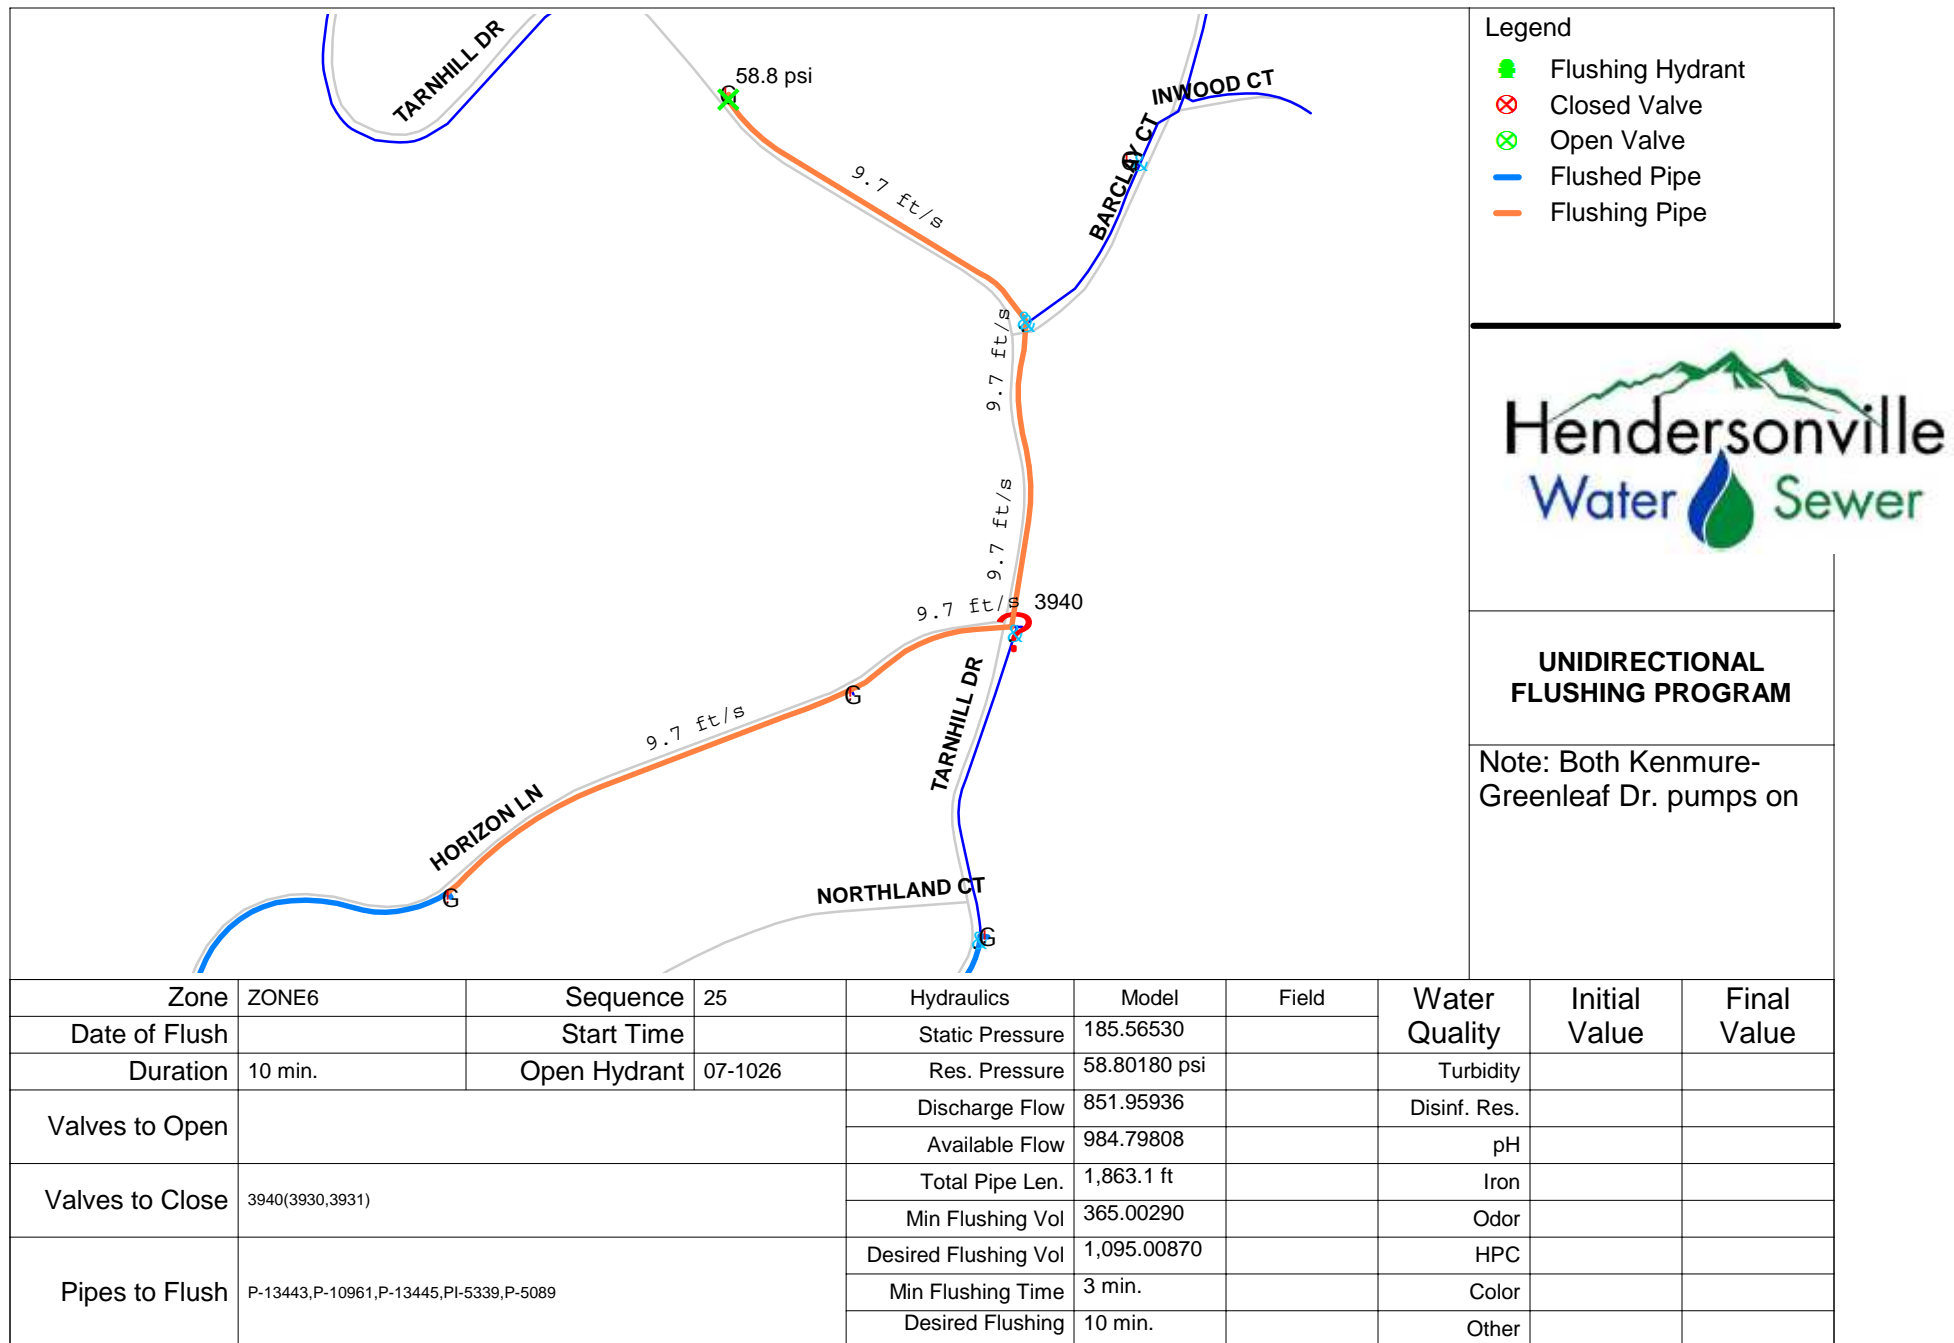 TARNHILL DR
58.8 psi
INWOOD CT
BARCLAY CT
9.7 ft/s
9.7 ft/s
9.7 ft/s
9.7 ft/s
3940
G
9.7 ft/s
TARNHILL DR
HORIZON LN
G
NORTHLAND CT
G
Legend
Flushing Hydrant
Closed Valve
Open Valve
Flushed Pipe
Flushing Pipe
Hendersonville
Water Sewer
UNIDIRECTIONAL
FLUSHING PROGRAM
Note: Both Kenmure-
Greenleaf Dr. pumps on
Zone ZONE6 Sequence 25 Hydraulics Model Field Water Quality Initial Value Final Value
Date of Flush Start Time Static Pressure 185.56530
Duration 10 min. Open Hydrant 07-1026 Res. Pressure 58.80180 psi Turbidity
Valves to Open Discharge Flow 851.95936 Disinf. Res.
Available Flow 984.79808 pH
Valves to Close 3940(3930,3931) Total Pipe Len. 1,863.1 ft Iron
Min Flushing Vol 365.00290 Odor
Pipes to Flush P-13443,P-10961,P-13445,PI-5339,P-5089 Desired Flushing Vol 1,095.00870 HPC
Min Flushing Time 3 min. Color
Desired Flushing 10 min. Other